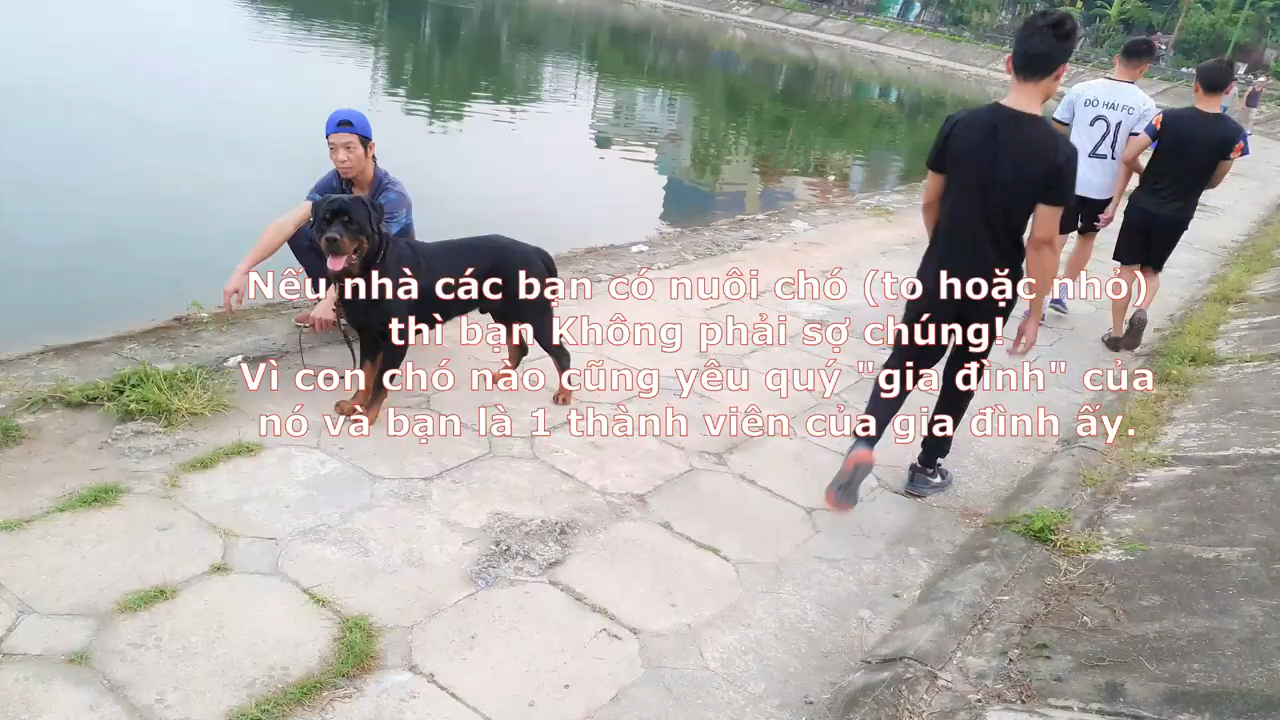 ĐÔ HẢI FC
21
Nếu nhà các bạn có nuôi chó (to hoặc nhỏ)
thì bạn Không phải sợ chúng!
Vì con chó nào cũng yêu quý "gia đình" của
nó và bạn là 1 thành viên của gia đình ấy.